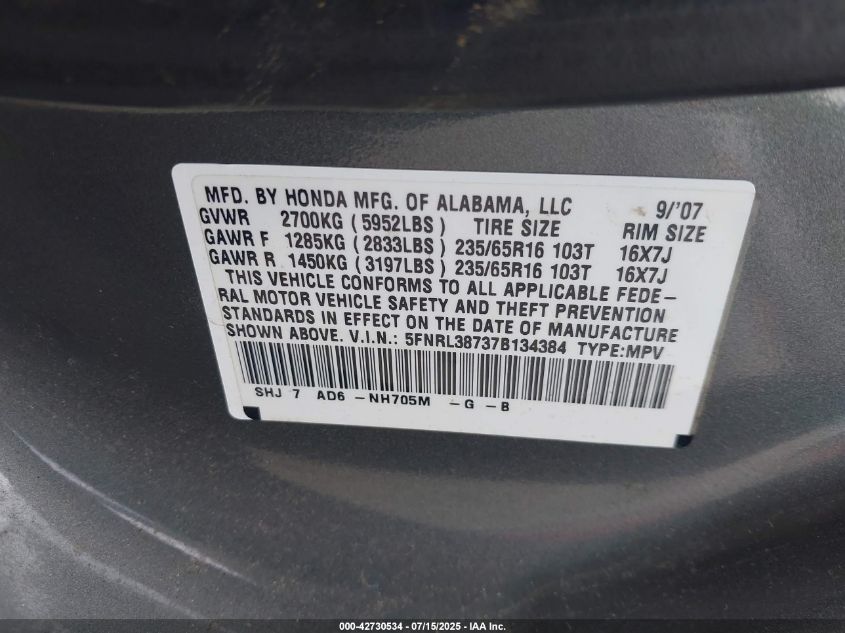 MFD. BY HONDA MFG. OF ALABAMA, LLC 9/'07
GVWR 2700KG (5952LBS) TIRE SIZE RIM SIZE
GAWR F 1285KG (2833LBS) 235/65R16 103T 16X7J
GAWR R 1450KG (3197LBS) 235/65R16 103T 16X7J
THIS VEHICLE CONFORMS TO ALL APPLICABLE FEDE-
RAL MOTOR VEHICLE SAFETY AND THEFT PREVENTION
STANDARDS IN EFFECT ON THE DATE OF MANUFACTURE
SHOWN ABOVE. V.I.N.: 5FNRL38737B134384 TYPE:MPV
SHJ 7 AD6 -NH705M -G -B
000-42730534 - 07/15/2025 - IAA Inc.